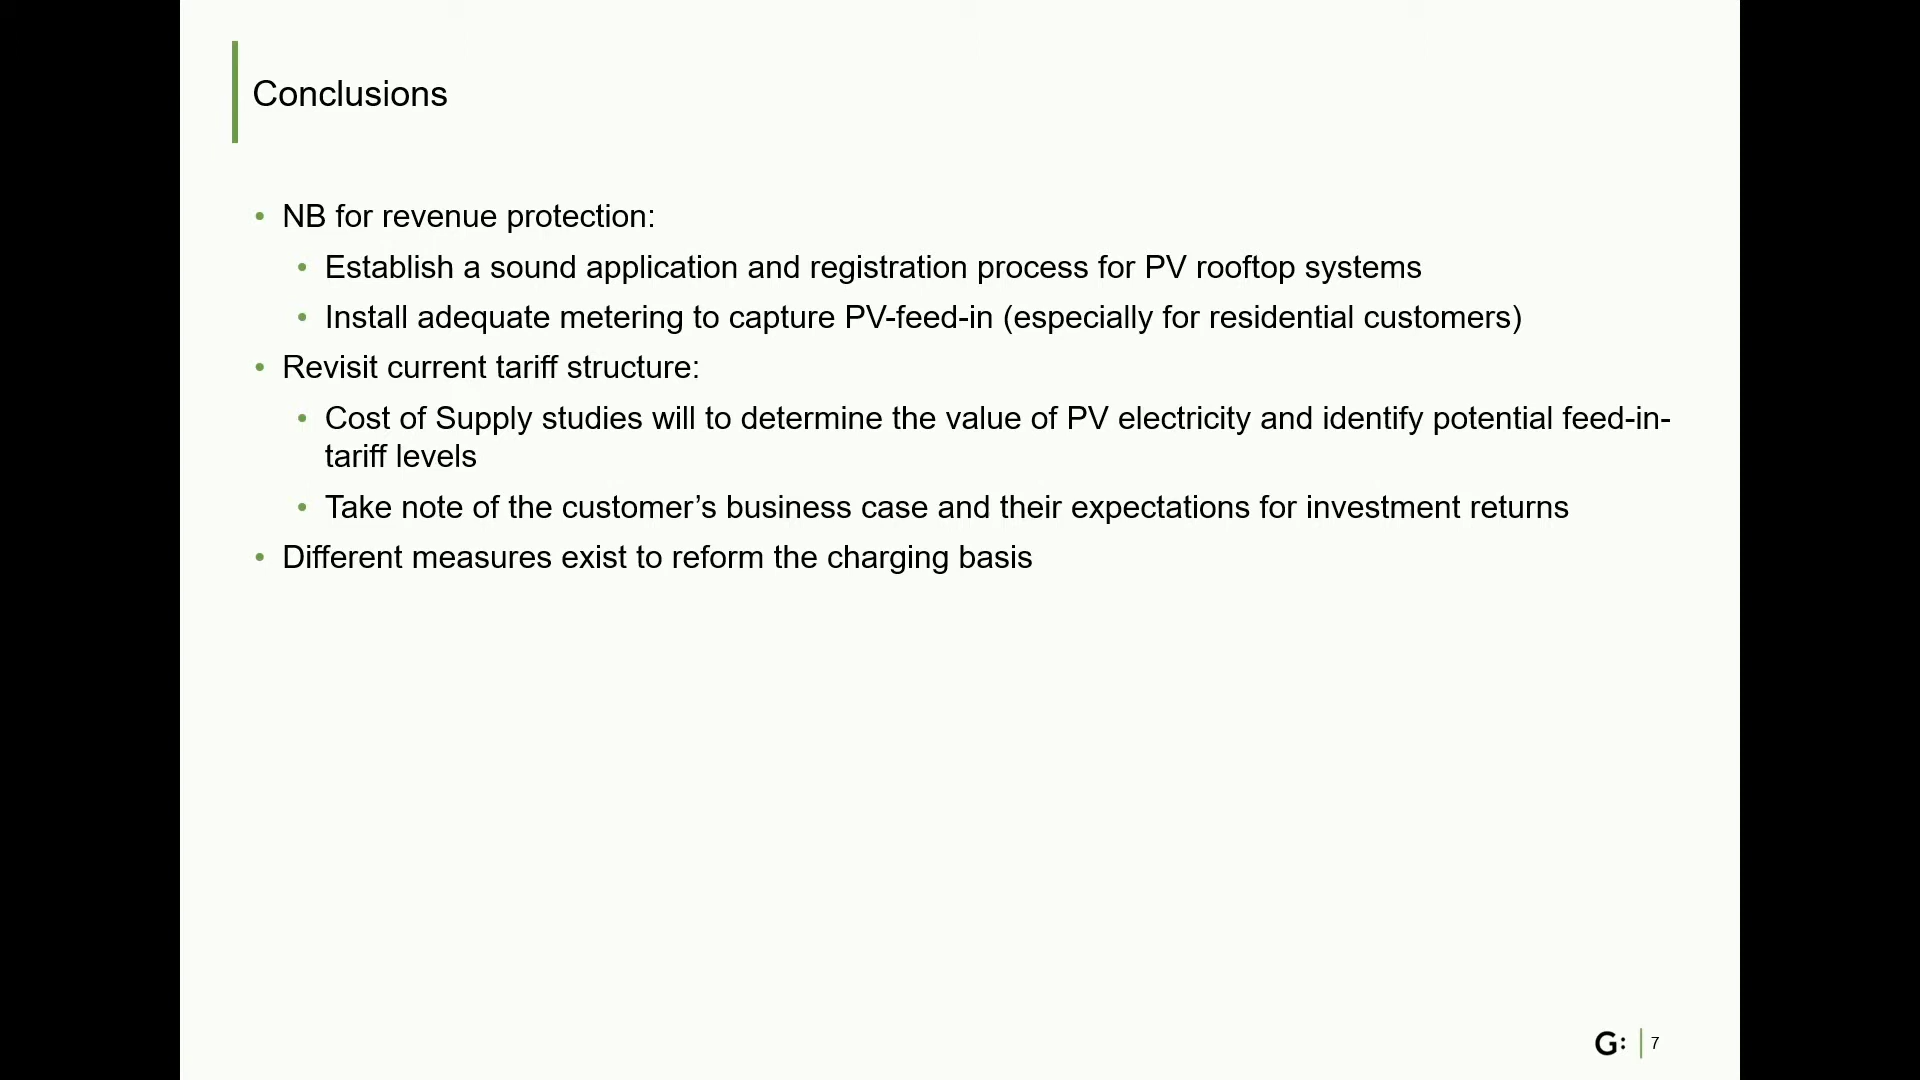 Conclusions
• NB for revenue protection:
• Establish a sound application and registration process for PV rooftop systems
• Install adequate metering to capture PV-feed-in (especially for residential customers)
• Revisit current tariff structure:
• Cost of Supply studies will to determine the value of PV electricity and identify potential feed-in-
tariff levels
• Take note of the customer’s business case and their expectations for investment returns
• Different measures exist to reform the charging basis
G: 7